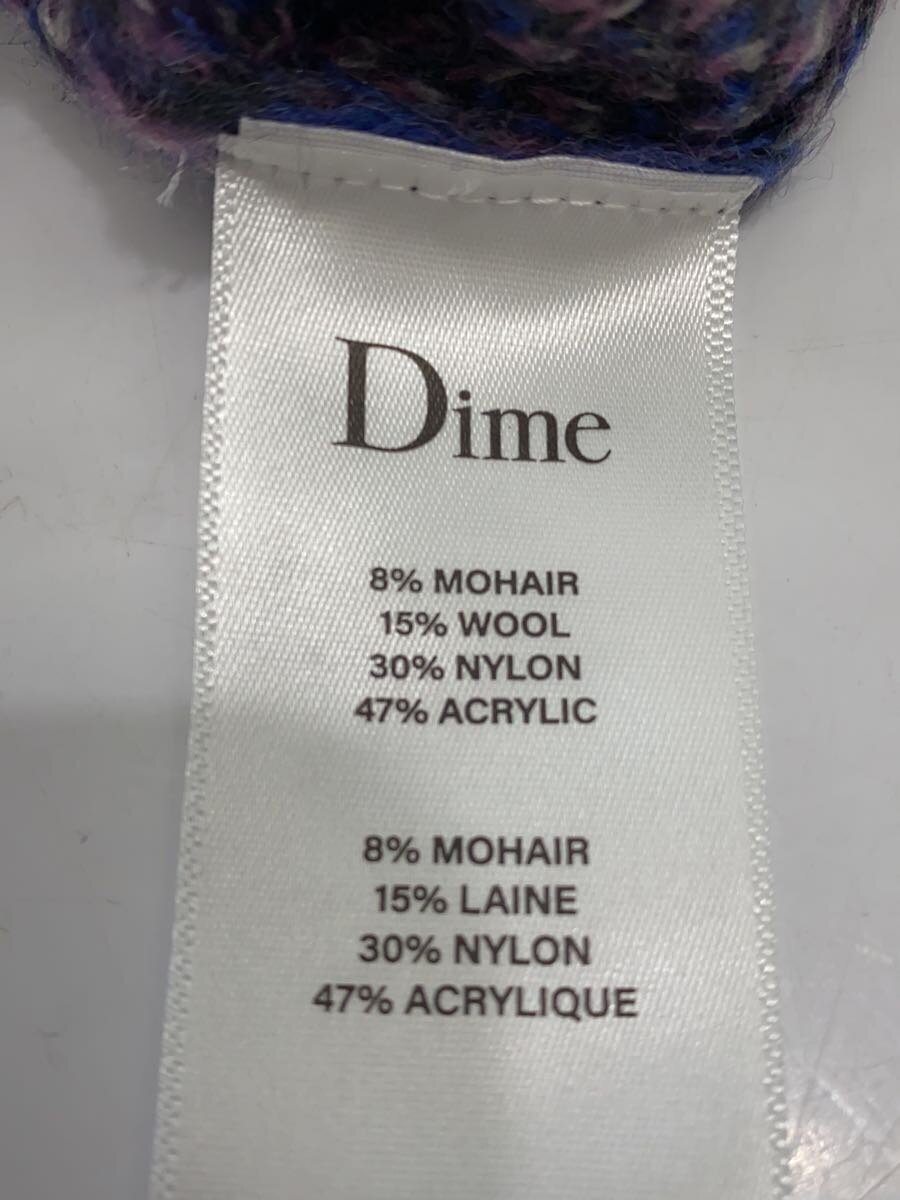 Dime
8% MOHAIR
15% WOOL
30% NYLON
47% ACRYLIC
8% MOHAIR
15% LAINE
30% NYLON
47% ACRYLIQUE